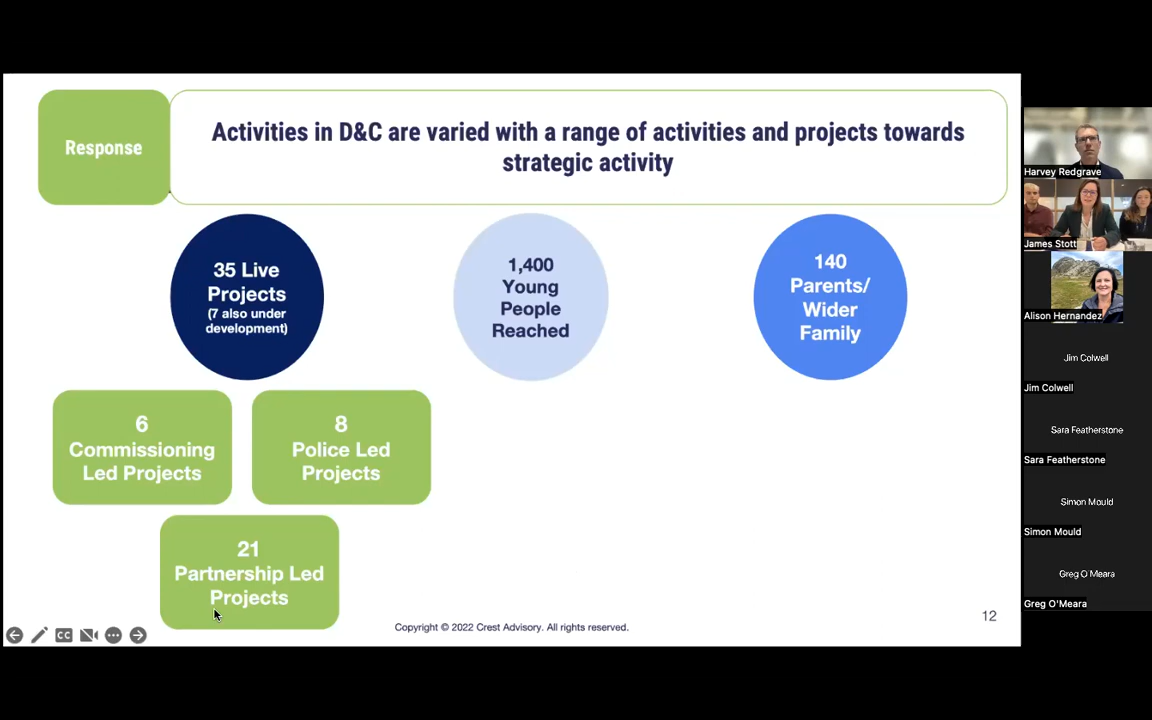 Response
Activities in D&C are varied with a range of activities and projects towards
strategic activity
35 Live
Projects
(7 also under
development)
1,400
Young
People
Reached
140
Parents/
Wider
Family
6
Commissioning
Led Projects
8
Police Led
Projects
21
Partnership Led
Projects
Copyright © 2022 Crest Advisory. All rights reserved.
12
CC
Harvey Redgrave
James Stott
Alison Hernandez
Jim Colwell
Jim Colwell
Sara Featherstone
Sara Featherstone
Simon Mould
Simon Mould
Greg O'Meara
Greg O'Meara